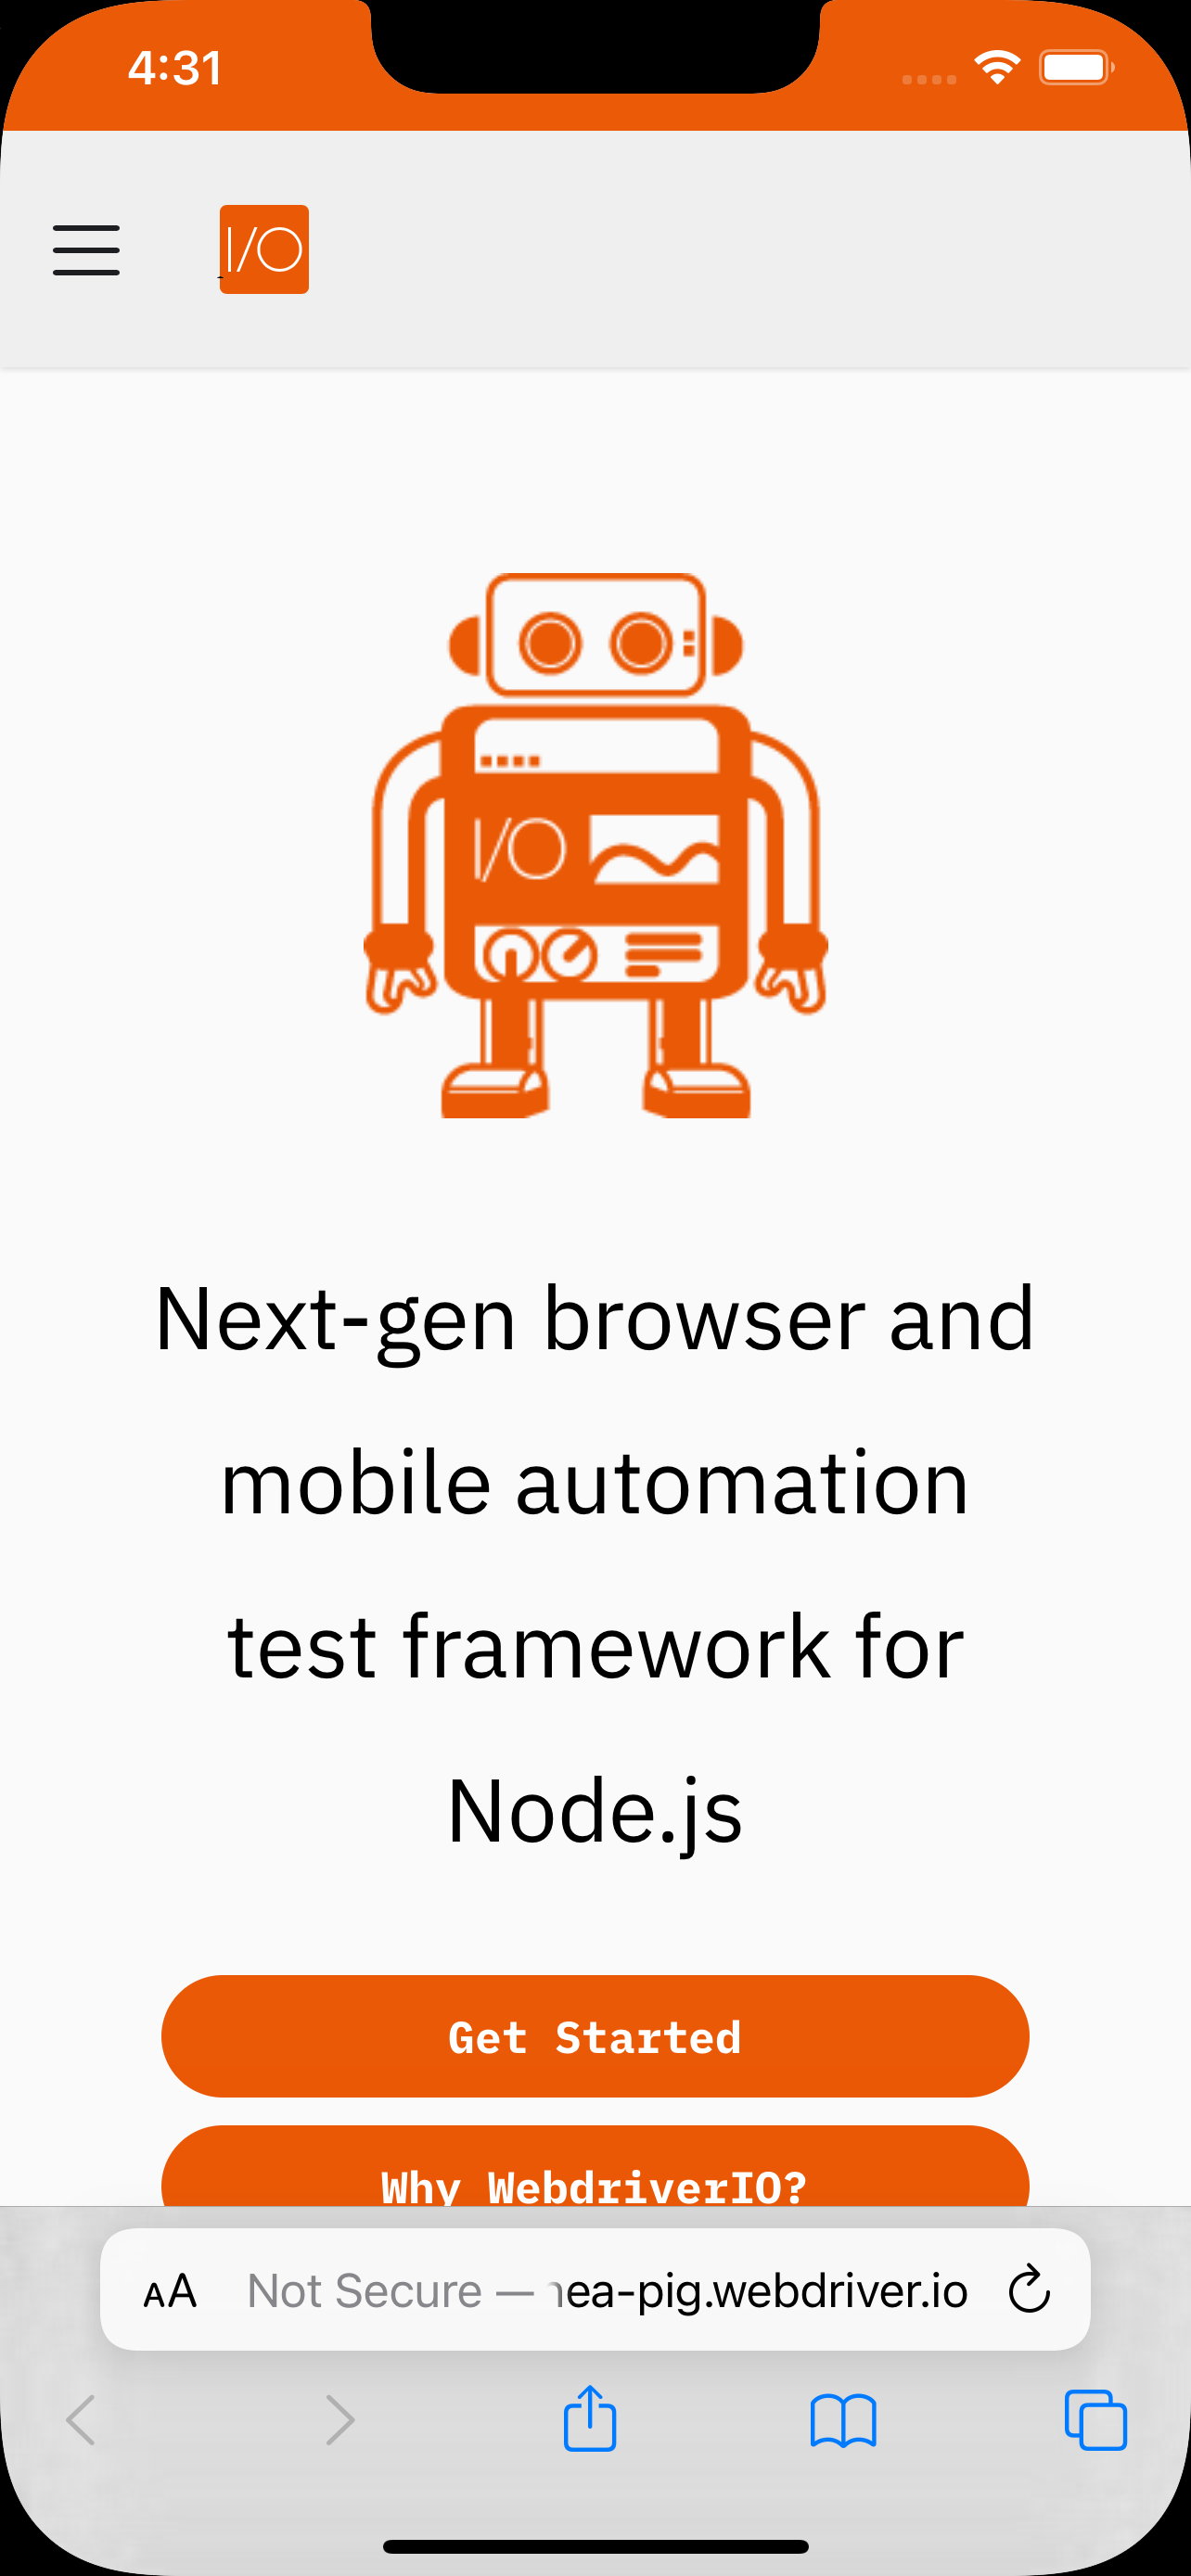 4:31
I/O
I/O
Next-gen browser and
mobile automation
test framework for
Node.js
Get Started
Why WebdriverIO?
AA Not Secure — nea-pig.webdriver.io